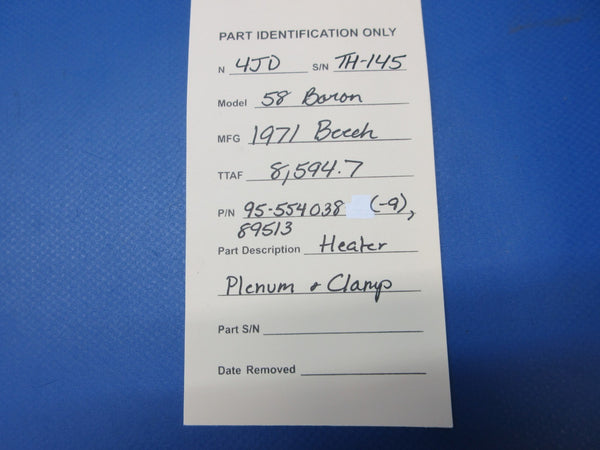 PART IDENTIFICATION ONLY
N 4JD S/N TH-145
Model 58 Baron
MFG 1971 Beech
TTAF 8,594.7
P/N 95-554038 (-9),
89513
Part Description Heater
Plenum & Clamp
Part S/N
Date Removed